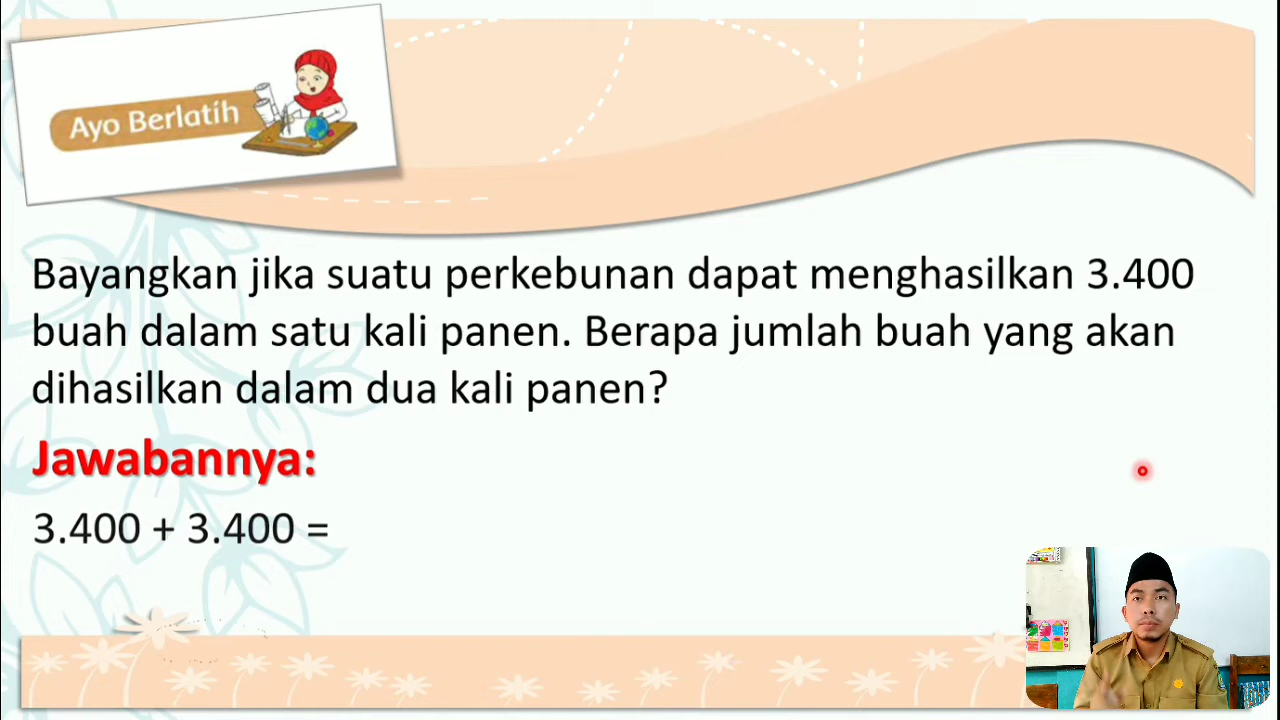 Ayo Berlatih
Bayangkan jika suatu perkebunan dapat menghasilkan 3.400
buah dalam satu kali panen. Berapa jumlah buah yang akan
dihasilkan dalam dua kali panen?
Jawabannya:
3.400 + 3.400 =